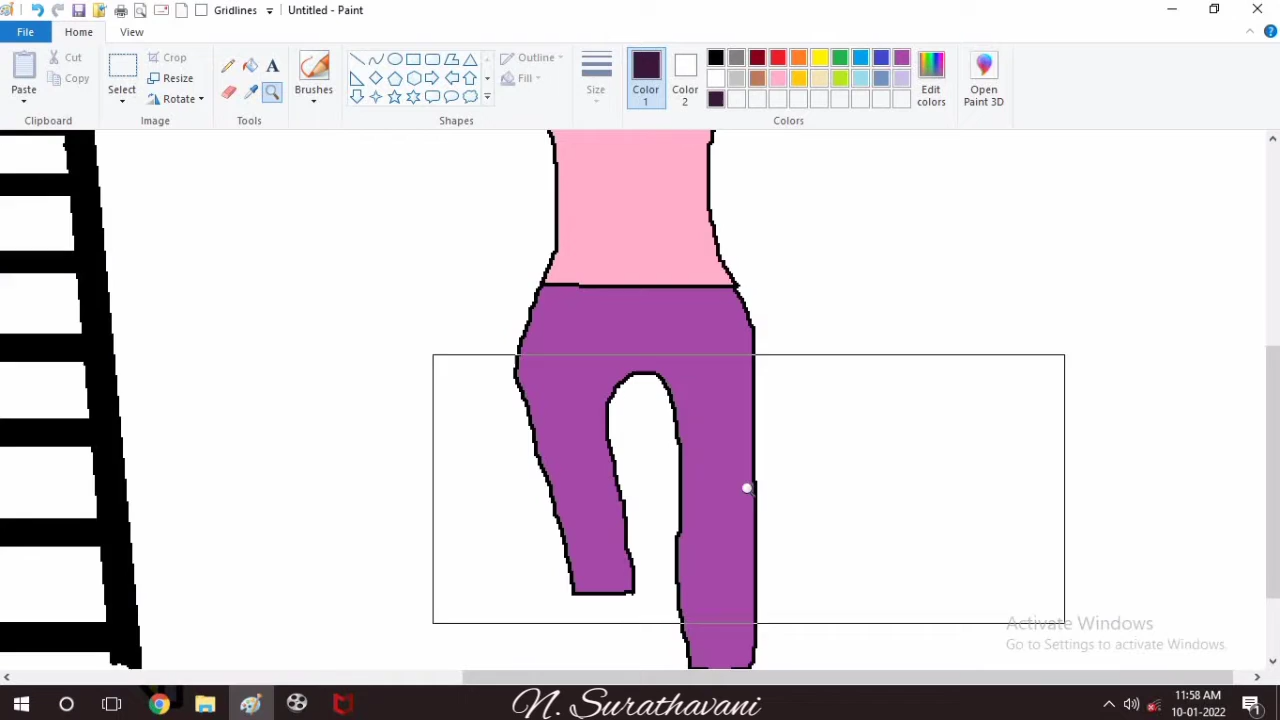 Gridlines
Untitled - Paint
File
Home
View
Paste
Cut
Copy
Clipboard
Select
Crop
Resize
Rotate
Image
A
Tools
Brushes
Outline
Fill
Shapes
Size
Color 1
Color 2
Edit colors
Colors
Open Paint 3D
Activate Windows
Go to Settings to activate Windows.
N. Surathavani
11:58 AM
10-01-2022
1